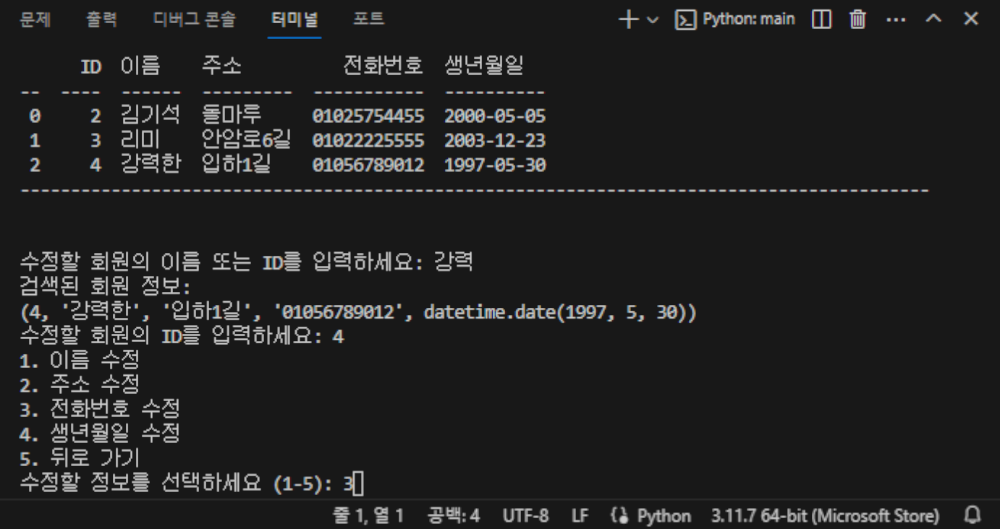 문제 출력 디버그 콘솔 터미널 포트 Python: main
ID 이름 주소 전화번호 생년월일
-- ---- ------ --------- ----------- ----------
0 2 김기석 돌마루 01025754455 2000-05-05
1 3 리미 안암로6길 01022225555 2003-12-23
2 4 강력한 입하1길 01056789012 1997-05-30
------------------------------------------------------------------------------------------
수정할 회원의 이름 또는 ID를 입력하세요: 강력
검색된 회원 정보:
(4, '강력한', '입하1길', '01056789012', datetime.date(1997, 5, 30))
수정할 회원의 ID를 입력하세요: 4
1. 이름 수정
2. 주소 수정
3. 전화번호 수정
4. 생년월일 수정
5. 뒤로 가기
수정할 정보를 선택하세요 (1-5): 3
줄 1, 열 1 공백: 4 UTF-8 LF Python 3.11.7 64-bit (Microsoft Store)